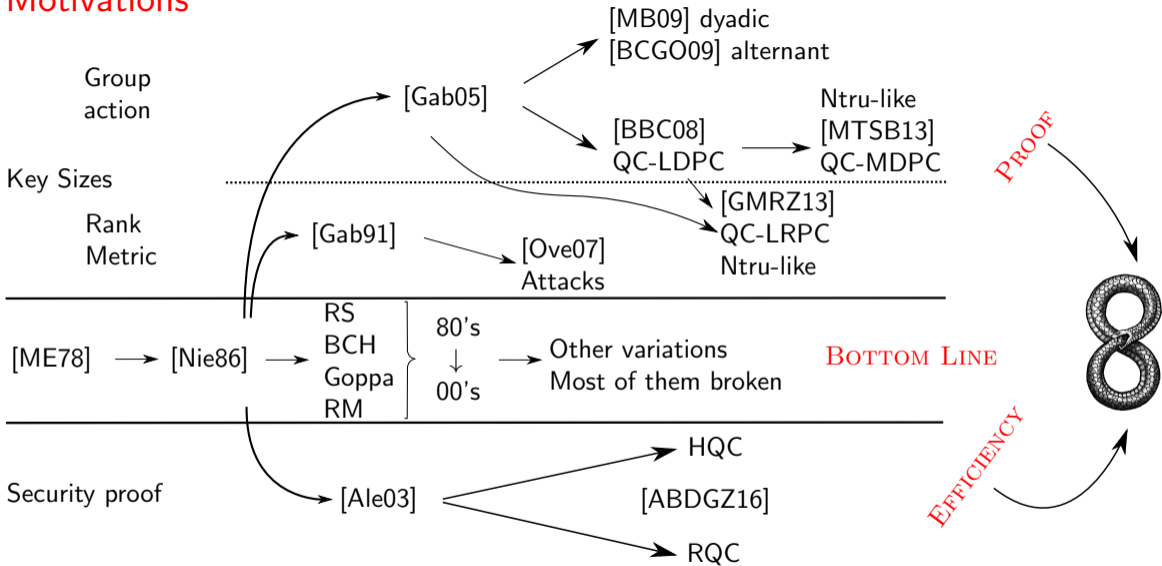 Motivations
[MB09] dyadic
[BCGO09] alternant
Group
action
[Gab05]
Ntru-like
[BBC08]
[MTSB13]
QC-LDPC
QC-MDPC
PROOF
Key Sizes
[GMRZ13]
Rank
Metric
[Gab91]
QC-LRPC
[Ove07]
Attacks
Ntru-like
RS
BCH
Goppa
RM
80's
↓
00's
[ME78]
[Nie86]
Other variations
Most of them broken
BOTTOM LINE
HQC
EFFICIENCY
Security proof
[Ale03]
[ABDGZ16]
RQC